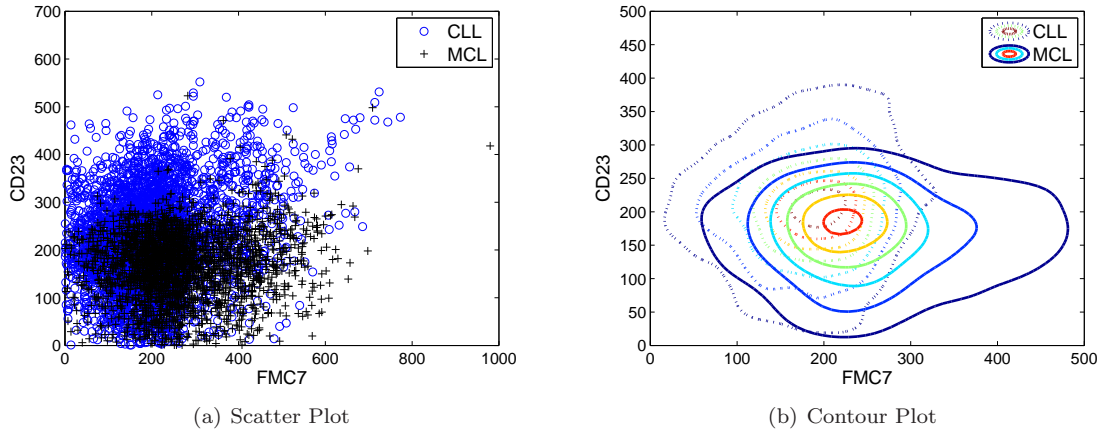 700
600
500
400
300
200
100
0
0 200 400 600 800 1000
CD23
FMC7
CLL
MCL
(a) Scatter Plot
500
450
400
350
300
250
200
150
100
50
0
0 100 200 300 400 500
CD23
FMC7
CLL
MCL
(b) Contour Plot